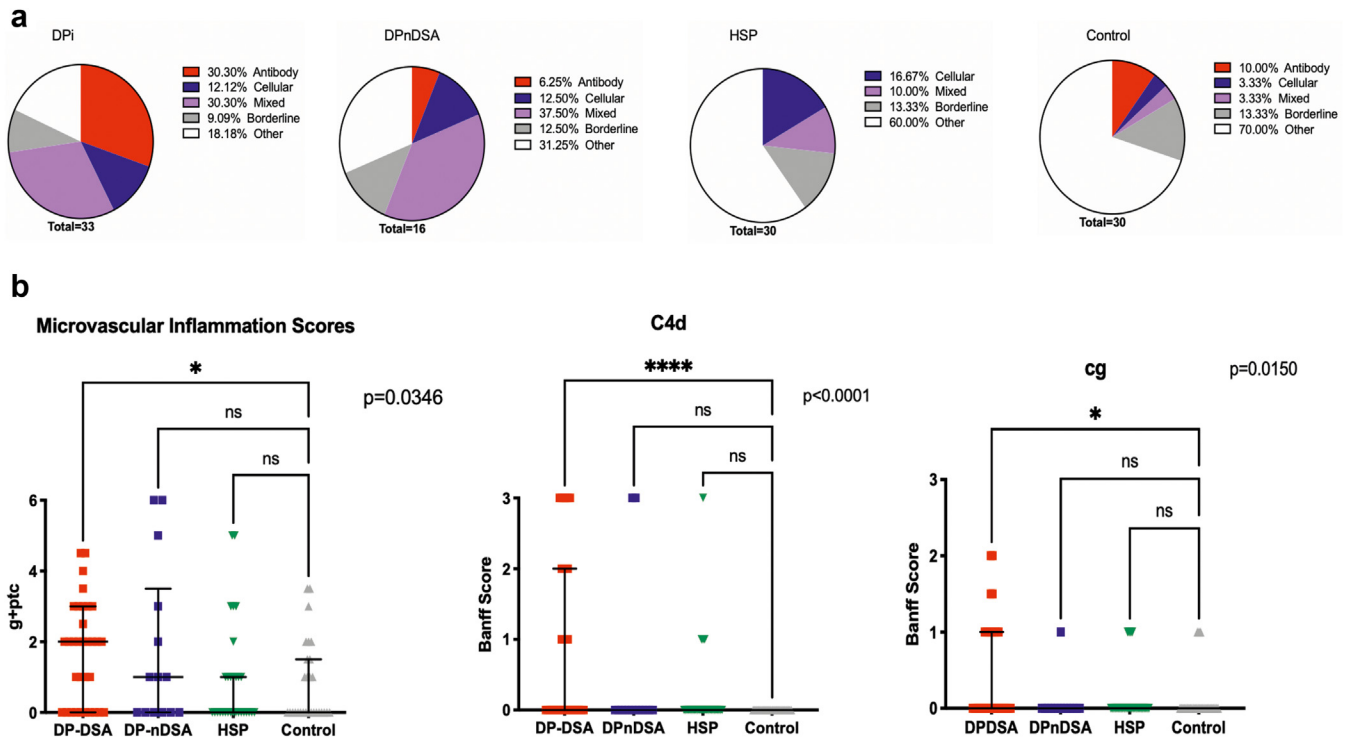 a
DPi
30.30% Antibody
12.12% Cellular
30.30% Mixed
9.09% Borderline
18.18% Other
Total=33
DPnDSA
6.25% Antibody
12.50% Cellular
37.50% Mixed
12.50% Borderline
31.25% Other
Total=16
HSP
16.67% Cellular
10.00% Mixed
13.33% Borderline
60.00% Other
Total=30
Control
10.00% Antibody
3.33% Cellular
3.33% Mixed
13.33% Borderline
70.00% Other
Total=30
b
Microvascular Inflammation Scores
*
p=0.0346
ns
ns
g+ptc
6
4
2
0
DP-DSA DP-nDSA HSP Control
C4d
****
p<0.0001
ns
ns
Banff Score
3
2
1
0
DP-DSA DPnDSA HSP Control
cg
p=0.0150
*
ns
ns
Banff Score
3
2
1
0
DPDSA DPnDSA HSP Control